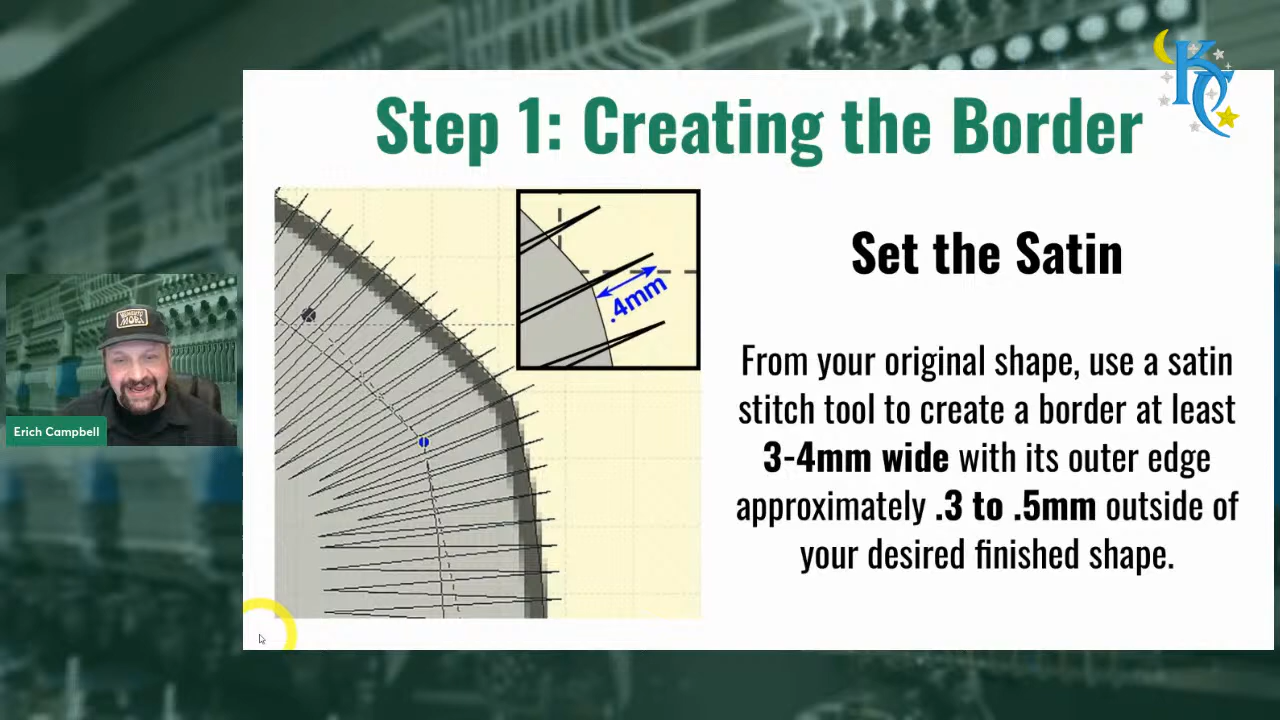 Step 1: Creating the Border
KC
.4mm
Set the Satin
From your original shape, use a satin
stitch tool to create a border at least
3-4mm wide with its outer edge
approximately .3 to .5mm outside of
your desired finished shape.
Erich Campbell